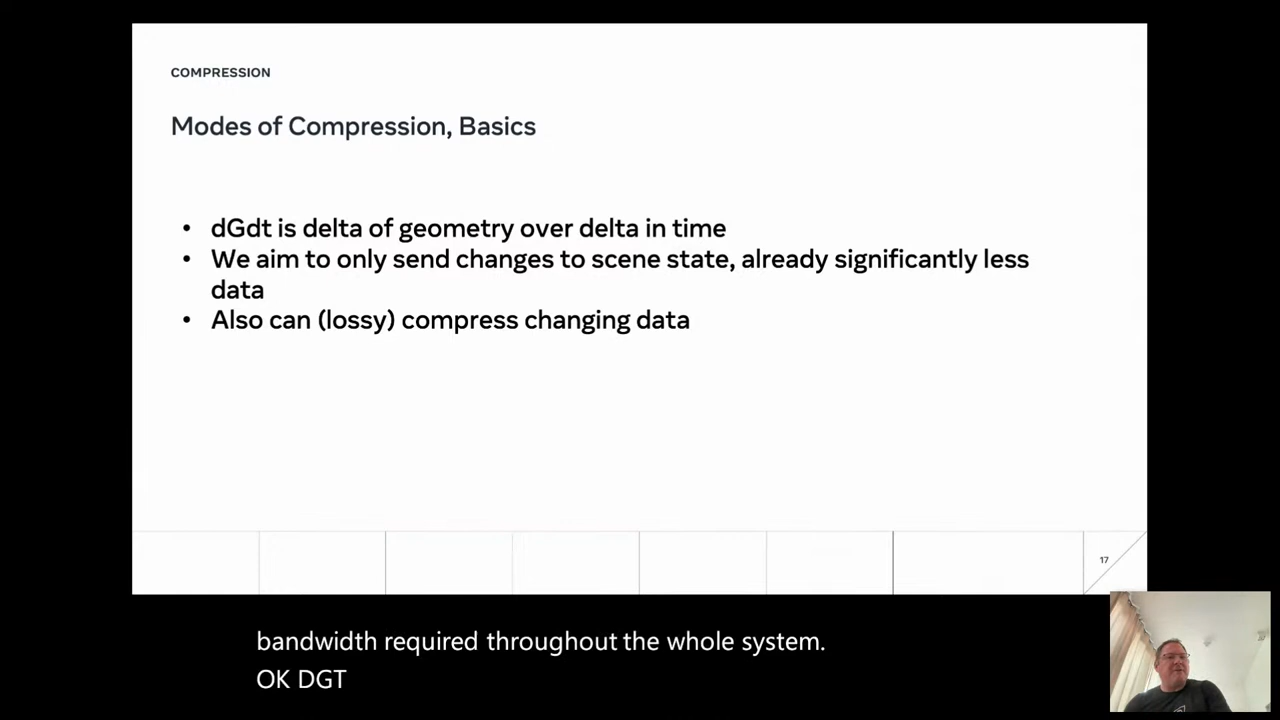 COMPRESSION
Modes of Compression, Basics
• dGdt is delta of geometry over delta in time
• We aim to only send changes to scene state, already significantly less
data
• Also can (lossy) compress changing data
17
bandwidth required throughout the whole system.
OK DGT